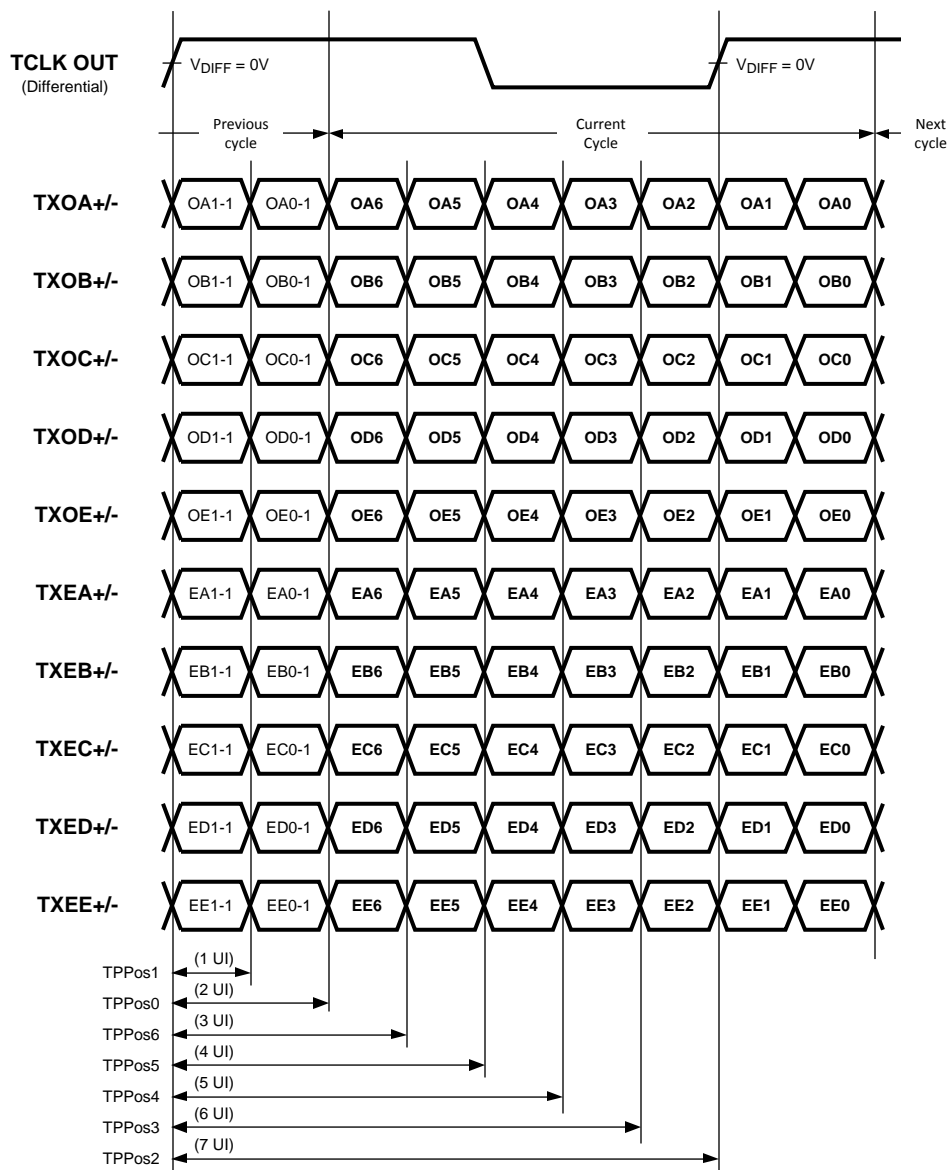 TCLK OUT
(Differential)
VDIFF = 0V
VDIFF = 0V
Previous
cycle
Current
Cycle
Next
cycle
TXOA+/- OA1-1 OA0-1 OA6 OA5 OA4 OA3 OA2 OA1 OA0
TXOB+/- OB1-1 OB0-1 OB6 OB5 OB4 OB3 OB2 OB1 OB0
TXOC+/- OC1-1 OC0-1 OC6 OC5 OC4 OC3 OC2 OC1 OC0
TXOD+/- OD1-1 OD0-1 OD6 OD5 OD4 OD3 OD2 OD1 OD0
TXOE+/- OE1-1 OE0-1 OE6 OE5 OE4 OE3 OE2 OE1 OE0
TXEA+/- EA1-1 EA0-1 EA6 EA5 EA4 EA3 EA2 EA1 EA0
TXEB+/- EB1-1 EB0-1 EB6 EB5 EB4 EB3 EB2 EB1 EB0
TXEC+/- EC1-1 EC0-1 EC6 EC5 EC4 EC3 EC2 EC1 EC0
TXED+/- ED1-1 ED0-1 ED6 ED5 ED4 ED3 ED2 ED1 ED0
TXEE+/- EE1-1 EE0-1 EE6 EE5 EE4 EE3 EE2 EE1 EE0
TPPos1 (1 UI)
TPPos0 (2 UI)
TPPos6 (3 UI)
TPPos5 (4 UI)
TPPos4 (5 UI)
TPPos3 (6 UI)
TPPos2 (7 UI)